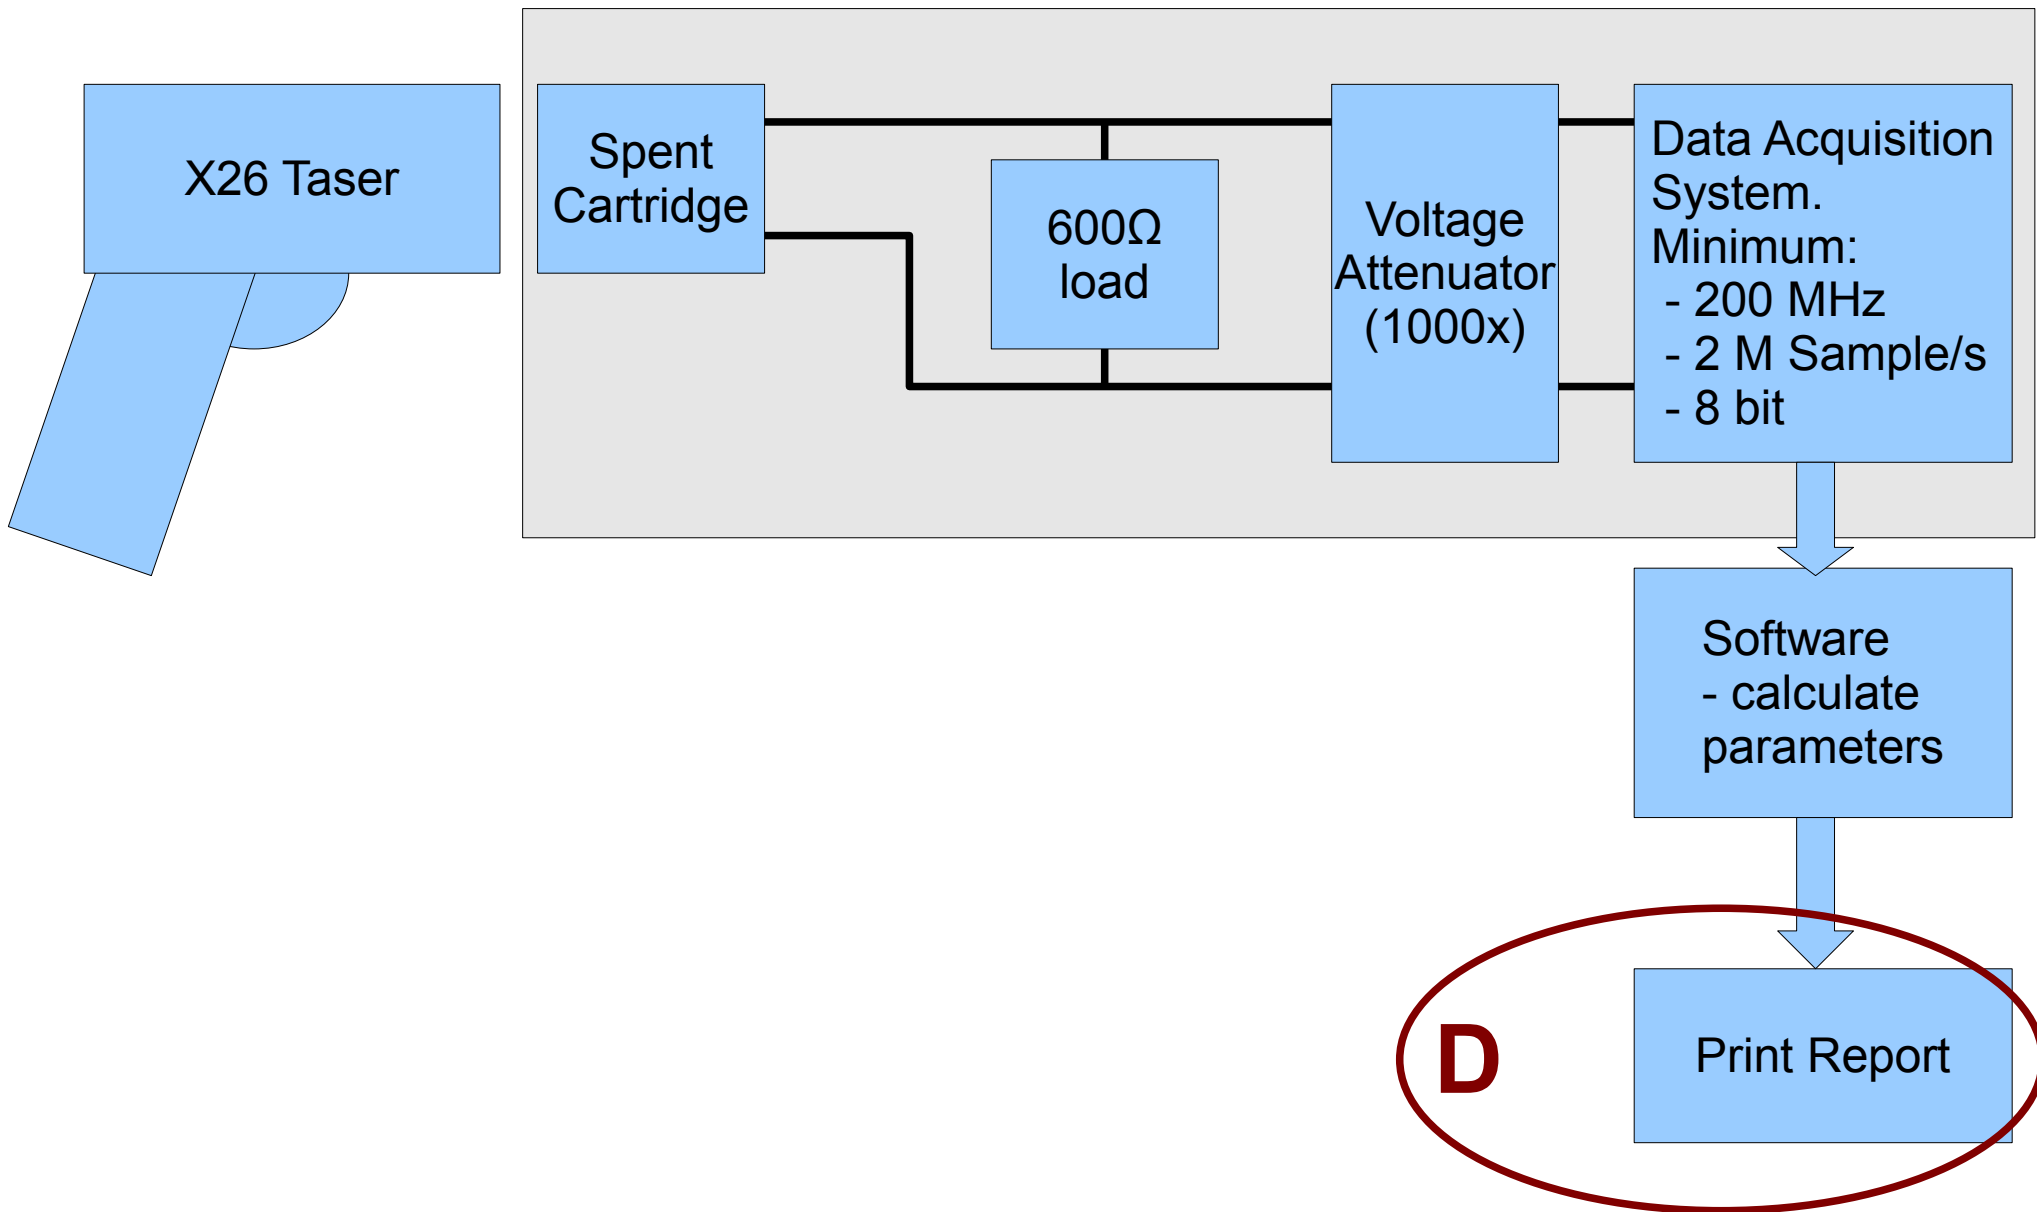 X26 Taser
Spent
Cartridge
600Ω
load
Voltage
Attenuator
(1000x)
Data Acquisition
System.
Minimum:
- 200 MHz
- 2 M Sample/s
- 8 bit
Software
- calculate
parameters
D
Print Report